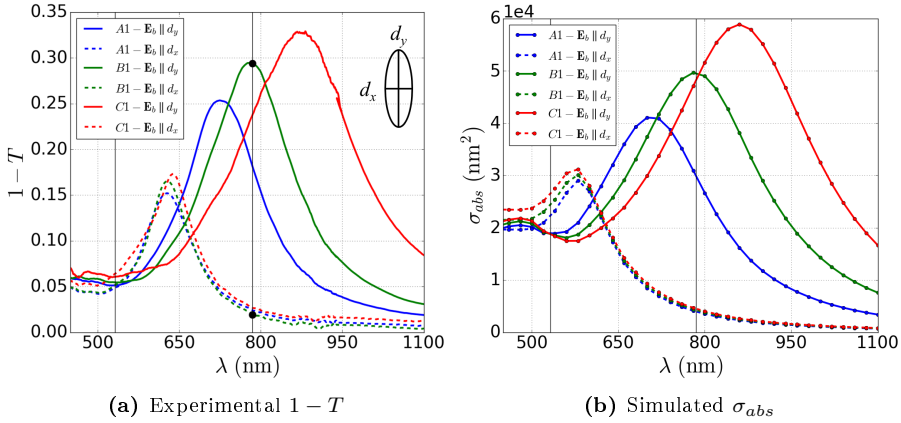 0.35
0.30
0.25
0.20
0.15
0.10
0.05
0.00
1 − T
500
650
800
950
1100
λ (nm)
A1 − E_b ∥ d_y
A1 − E_b ∥ d_x
B1 − E_b ∥ d_y
B1 − E_b ∥ d_x
C1 − E_b ∥ d_y
C1 − E_b ∥ d_x
d_y
d_x
(a) Experimental 1 − T
6 1e4
5
4
3
2
1
0
σ_abs (nm²)
500
650
800
950
1100
λ (nm)
A1 − E_b ∥ d_y
A1 − E_b ∥ d_x
B1 − E_b ∥ d_y
B1 − E_b ∥ d_x
C1 − E_b ∥ d_y
C1 − E_b ∥ d_x
(b) Simulated σ_abs